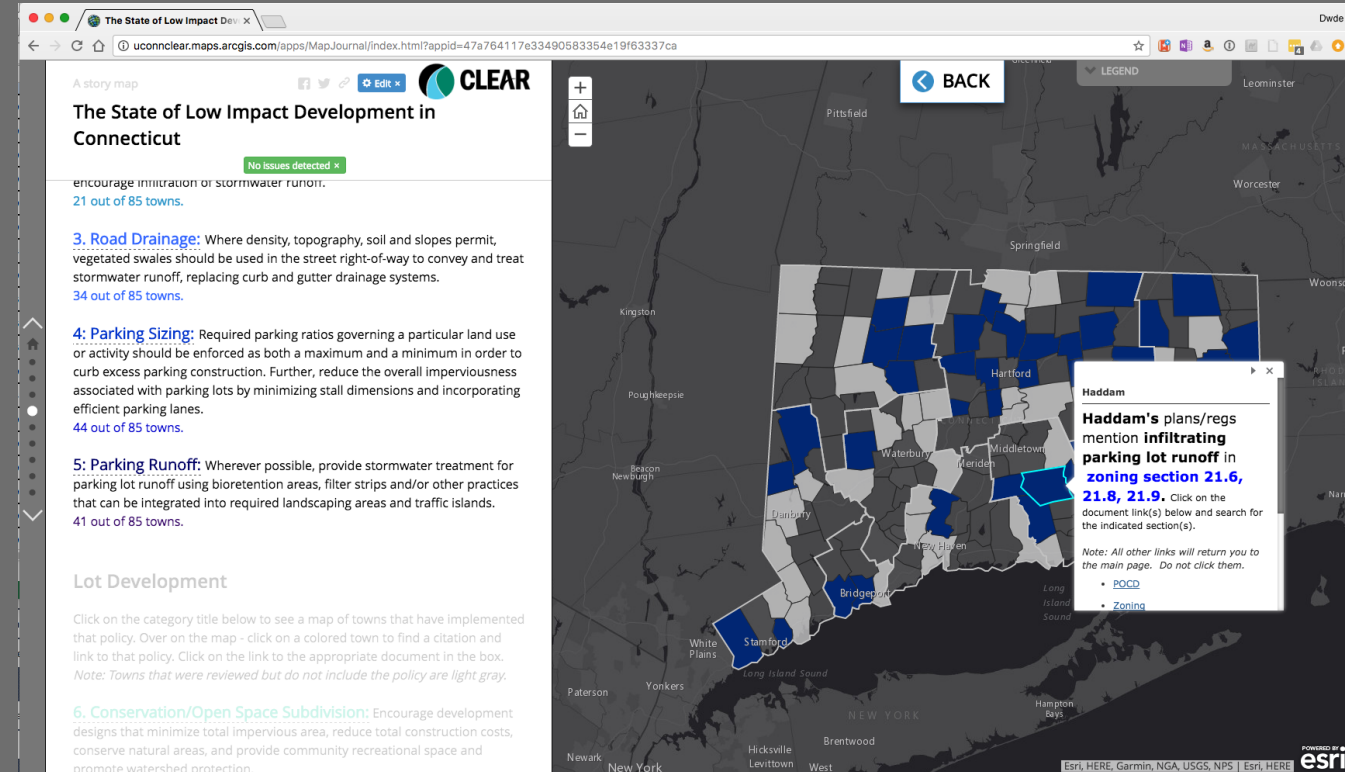 The State of Low Impact Dev
Dwde
uconnclear.maps.arcgis.com/apps/MapJournal/index.html?appid=47a764117e33490583354e19f63337ca
A story map
Edit ×
CLEAR
The State of Low Impact Development in
Connecticut
No issues detected ×
encourage infiltration of stormwater runoff.
21 out of 85 towns.
3. Road Drainage: Where density, topography, soil and slopes permit,
vegetated swales should be used in the street right-of-way to convey and treat
stormwater runoff, replacing curb and gutter drainage systems.
34 out of 85 towns.
4: Parking Sizing: Required parking ratios governing a particular land use
or activity should be enforced as both a maximum and a minimum in order to
curb excess parking construction. Further, reduce the overall imperviousness
associated with parking lots by minimizing stall dimensions and incorporating
efficient parking lanes.
44 out of 85 towns.
5: Parking Runoff: Wherever possible, provide stormwater treatment for
parking lot runoff using bioretention areas, filter strips and/or other practices
that can be integrated into required landscaping areas and traffic islands.
41 out of 85 towns.
Lot Development
Click on the category title below to see a map of towns that have implemented
that policy. Over on the map - click on a colored town to find a citation and
link to that policy. Click on the link to the appropriate document in the box.
Note: Towns that were reviewed but do not include the policy are light gray.
6. Conservation/Open Space Subdivision: Encourage development
designs that minimize total impervious area, reduce total construction costs,
conserve natural areas, and provide community recreational space and
promote watershed protection.
BACK
LEGEND
Leominster
Pittsfield
MASSACHUSETTS
Worcester
Springfield
Woons
Kingston
Hartford
Poughkeepsie
Waterbury
Meriden
Middletown
Beacon
Newburgh
Danbury
New Haven
Nar
Bridgeport
Long
Island
Sound
White
Plains
Stamford
Long Island Sound
Paterson
Yonkers
Hampton
Bays
NEW YORK
Brentwood
Hicksville
Levittown
West
Newark
New York
Haddam
Haddam's plans/regs
mention infiltrating
parking lot runoff in
zoning section 21.6,
21.8, 21.9. Click on the
document link(s) below and search for
the indicated section(s).
Note: All other links will return you to
the main page. Do not click them.
• POCD
• Zoning
Esri, HERE, Garmin, NGA, USGS, NPS | Esri, HERE
POWERED BY
esri